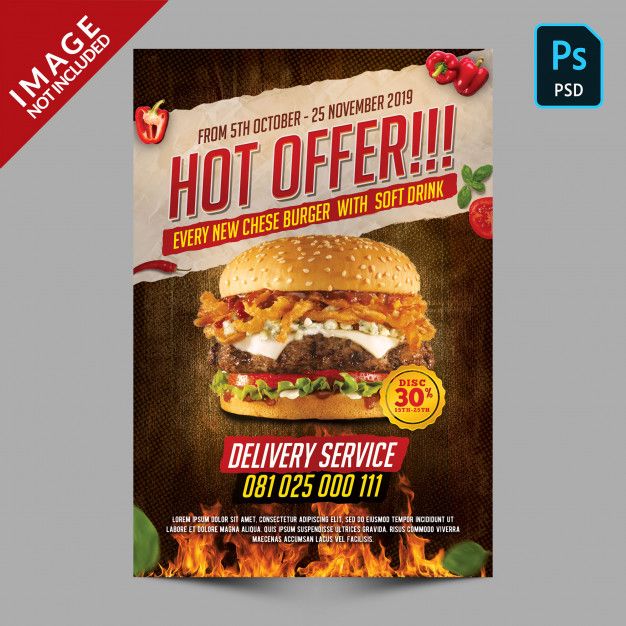 IMAGE
NOT INCLUDED
Ps
PSD
FROM 5TH OCTOBER - 25 NOVEMBER 2019
HOT OFFER!!!
EVERY NEW CHESE BURGER WITH SOFT DRINK
DISC
30%
15TH-25TH
DELIVERY SERVICE
081 025 000 111
LOREM IPSUM DOLOR SIT AMET, CONSECTETUR ADIPISCING ELIT, SED DO EIUSMOD TEMPOR
INCIDIDUNT UT LABORE ET DOLORE MAGNA ALIQUA. QUIS IPSUM SUSPENDISSE ULTRICES GRAVIDA. RISUS COMMODO VIVERRA
MAECENAS ACCUMSAN LACUS VEL FACILISIS.